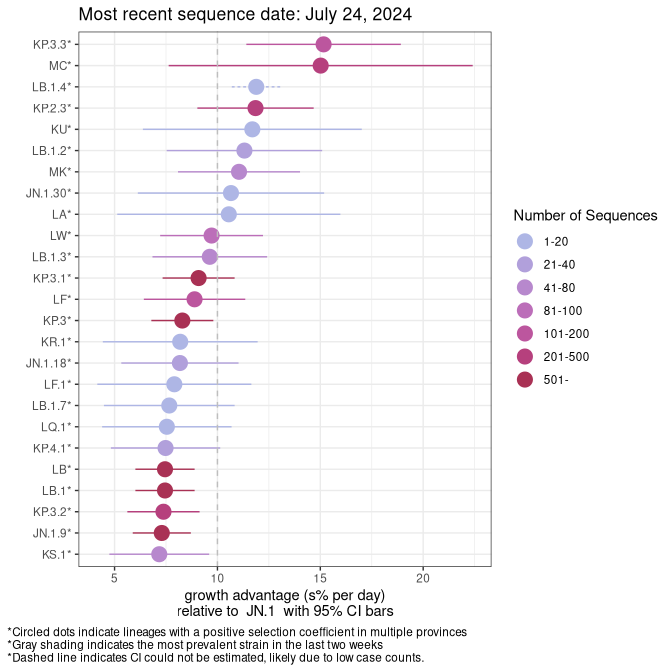 Most recent sequence date: July 24, 2024
KP.3.3*
MC*
LB.1.4*
KP.2.3*
KU*
LB.1.2*
MK*
JN.1.30*
LA*
LW*
LB.1.3*
KP.3.1*
LF*
KP.3*
KR.1*
JN.1.18*
LF.1*
LB.1.7*
LQ.1*
KP.4.1*
LB*
LB.1*
KP.3.2*
JN.1.9*
KS.1*
5 10 15 20
growth advantage (s% per day)
relative to JN.1 with 95% CI bars
Number of Sequences
1-20
21-40
41-80
81-100
101-200
201-500
501-
*Circled dots indicate lineages with a positive selection coefficient in multiple provinces
*Gray shading indicates the most prevalent strain in the last two weeks
*Dashed line indicates CI could not be estimated, likely due to low case counts.